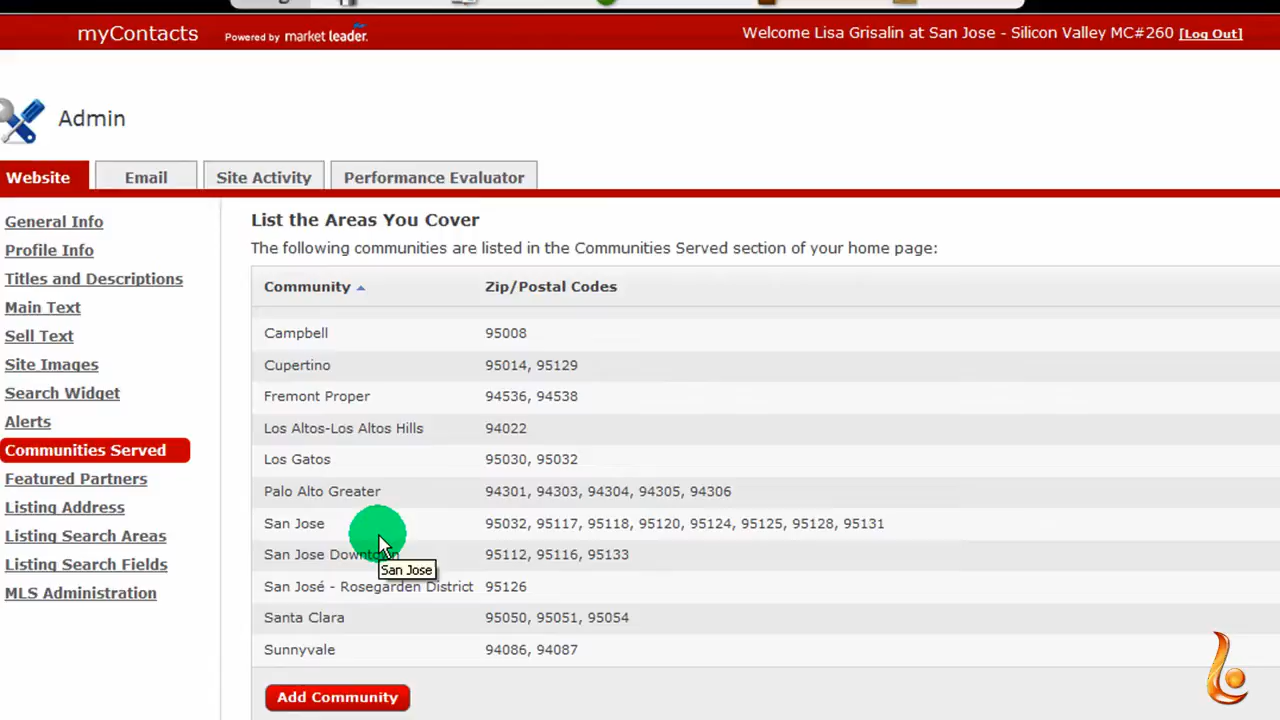 myContacts Powered by market leader. Welcome Lisa Grisalin at San Jose - Silicon Valley MC#260 [Log Out]
Admin
Website Email Site Activity Performance Evaluator
General Info
Profile Info
Titles and Descriptions
Main Text
Sell Text
Site Images
Search Widget
Alerts
Communities Served
Featured Partners
Listing Address
Listing Search Areas
Listing Search Fields
MLS Administration
List the Areas You Cover
The following communities are listed in the Communities Served section of your home page:
Community Zip/Postal Codes
Campbell 95008
Cupertino 95014, 95129
Fremont Proper 94536, 94538
Los Altos-Los Altos Hills 94022
Los Gatos 95030, 95032
Palo Alto Greater 94301, 94303, 94304, 94305, 94306
San Jose 95032, 95117, 95118, 95120, 95124, 95125, 95128, 95131
San Jose Downtown 95112, 95116, 95133
San Jose
San José - Rosegarden District 95126
Santa Clara 95050, 95051, 95054
Sunnyvale 94086, 94087
Add Community